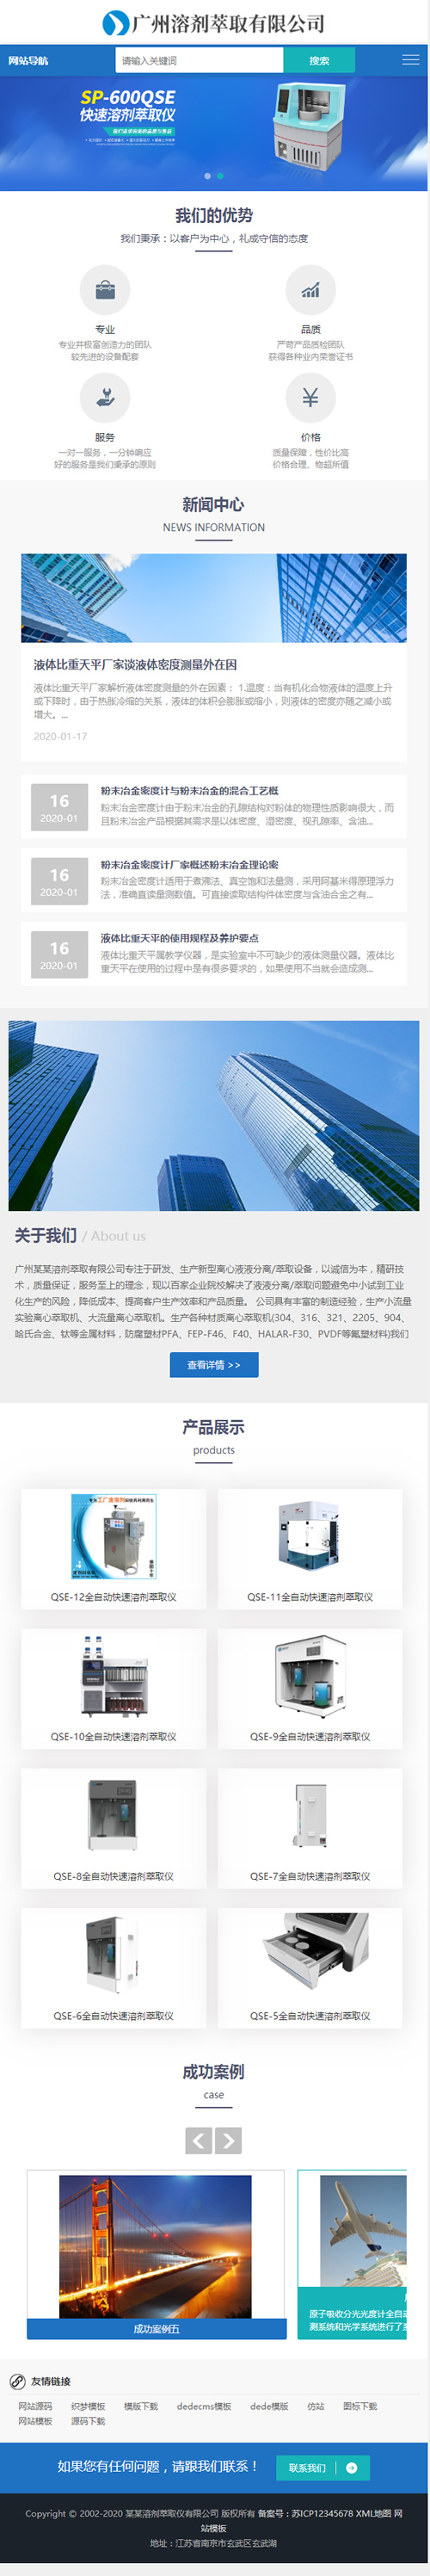 广州溶剂萃取有限公司
网站导航
请输入关键词
搜索
SP-600QSE
快速溶剂萃取仪
我们的优势
我们秉承：以客户为中心，礼成守信的态度
专业
专业并极富创造力的团队
较先进的设备配套
品质
严苛产品质检团队
获得各种业内荣誉证书
服务
一对一服务，一分钟响应
好的服务是我们秉承的原则
价格
质量保障，性价比高
价格合理、物超所值
新闻中心
NEWS INFORMATION
液体比重天平厂家谈液体密度测量外在因
液体比重天平厂家解析液体密度测量的外在因素： 1.温度：当有机化合物液体的温度上升
或下降时，由于热胀冷缩的关系，液体的体积会膨胀或缩小，则液体的密度亦随之减小或
增大。...
2020-01-17
16
2020-01
粉末冶金密度计与粉末冶金的混合工艺概
粉末冶金密度计由于粉末冶金的孔隙结构对粉体的物理性质影响很大，而
且粉末冶金产品根据其需求是以体密度、湿密度、视孔隙率、含油...
16
2020-01
粉末冶金密度计厂家概述粉末冶金理论密
粉末冶金密度计适用于煮沸法、真空饱和法量测，采用阿基米得原理浮力
法，准确直读量测数值。可直接读取结构件体密度与含油合金之有...
16
2020-01
液体比重天平的使用规程及养护要点
液体比重天平属教学仪器，是实验室中不可缺少的液体测量仪器。液体比
重天平在使用的过程中是有很多要求的，如果使用不当就会造成测...
关于我们 / About us
广州某某溶剂萃取有限公司专注于研发、生产新型离心液液分离/萃取设备，以诚信为本，精研技
术，质量保证，服务至上的理念，现以百家企业院校解决了液液分离/萃取问题避免中小试到工业
化生产的风险，降低成本、提高客户生产效率和产品质量。 公司具有丰富的制造经验，生产小流量
实验离心萃取机、大流量离心萃取机。生产各种材质离心萃取机(304、316、321、2205、904、
哈氏合金、钛等金属材料，防腐塑材PFA、FEP-F46、F40、HALAR-F30、PVDF等氟塑材料)我们
查看详情 >>
产品展示
products
QSE-12全自动快速溶剂萃取仪
QSE-11全自动快速溶剂萃取仪
QSE-10全自动快速溶剂萃取仪
QSE-9全自动快速溶剂萃取仪
QSE-8全自动快速溶剂萃取仪
QSE-7全自动快速溶剂萃取仪
QSE-6全自动快速溶剂萃取仪
QSE-5全自动快速溶剂萃取仪
成功案例
case
成功案例五
原子吸收分光光度计全自动
测系统和光学系统进行了
友情链接
网站源码 织梦模板 模版下载 dedecms模板 dede模版 仿站 图标下载
网站模板 源码下载
如果您有任何问题，请跟我们联系！
联系我们
Copyright © 2002-2020 某某溶剂萃取仪有限公司 版权所有 备案号：苏ICP12345678 XML地图 网
站模板
地址：江苏省南京市玄武区玄武湖